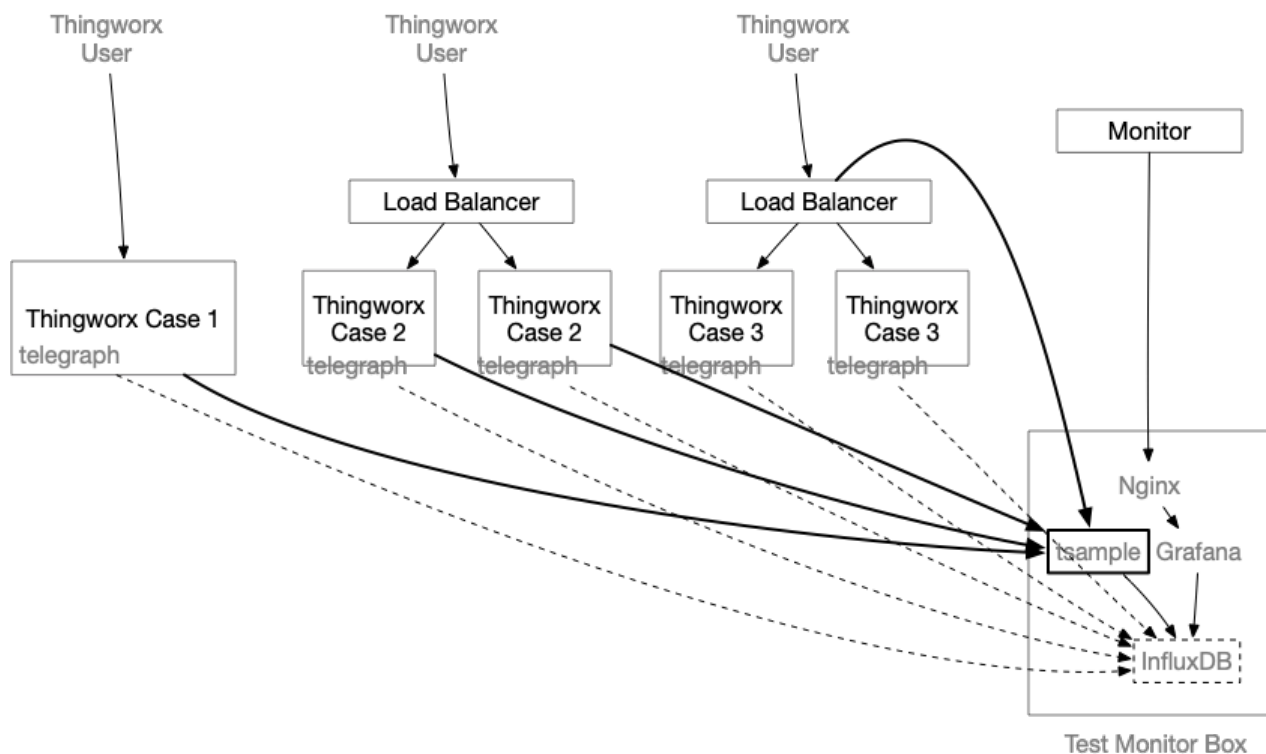 Thingworx
User
Thingworx
User
Thingworx
User
Monitor
Load Balancer
Load Balancer
Thingworx Case 1
telegraph
Thingworx
Case 2
telegraph
Thingworx
Case 2
telegraph
Thingworx
Case 3
telegraph
Thingworx
Case 3
telegraph
Nginx
tsample
Grafana
InfluxDB
Test Monitor Box